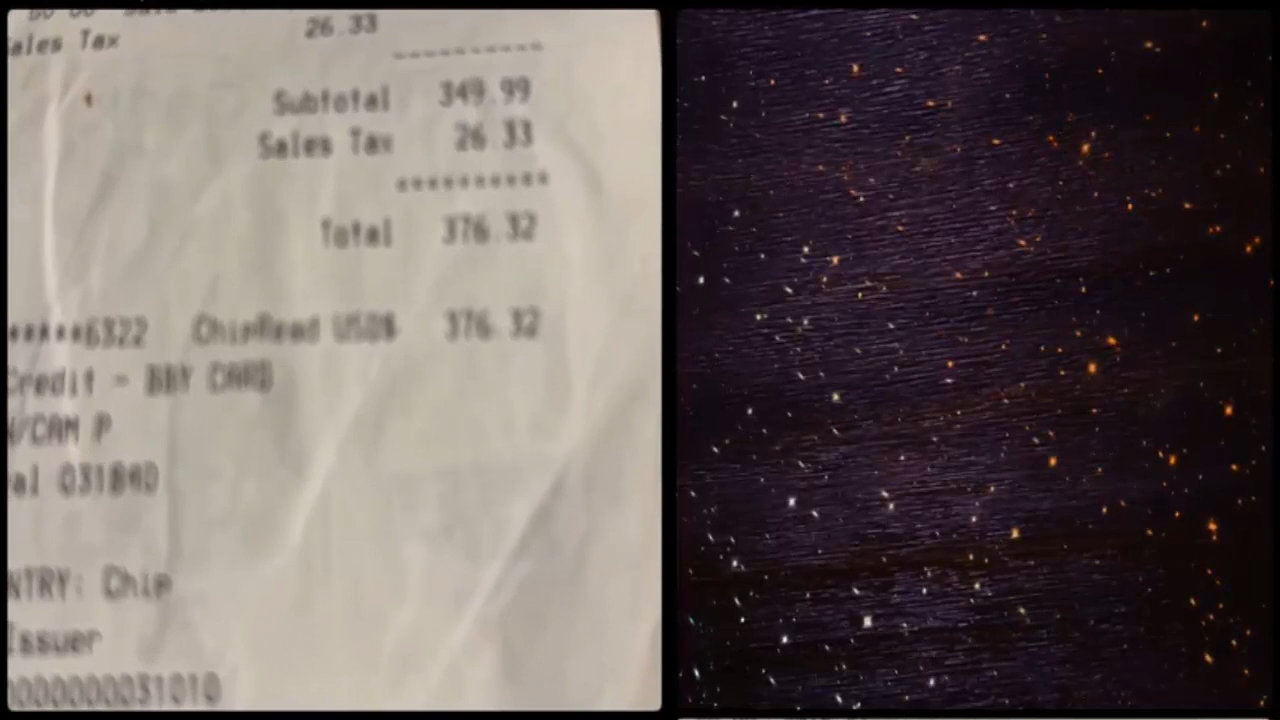 ales Tax 26.33
Subtotal 349.99
Sales Tax 26.33
Total 376.32
******6322 ChipRead USD$ 376.32
Credit - BBY CARD
/CAM P
al 031840
NTRY: Chip
Issuer
0000000031010